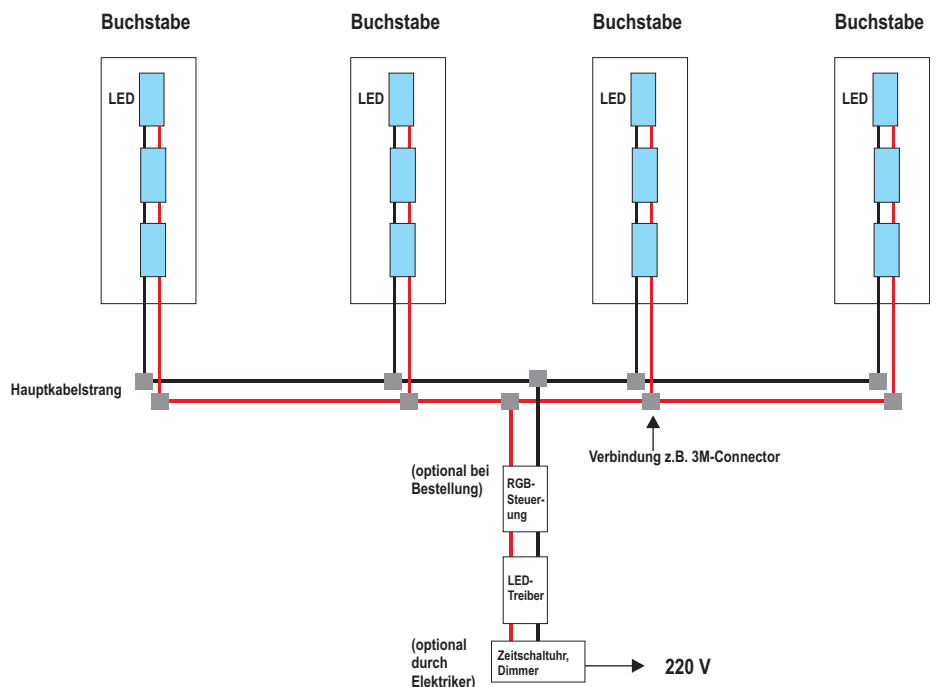 Buchstabe Buchstabe Buchstabe Buchstabe
LED LED LED LED
Hauptkabelstrang
Verbindung z.B. 3M-Connector
(optional bei
Bestellung)
RGB-
Steuer-
ung
LED-
Treiber
(optional
durch
Elektriker)
Zeitschaltuhr,
Dimmer
220 V